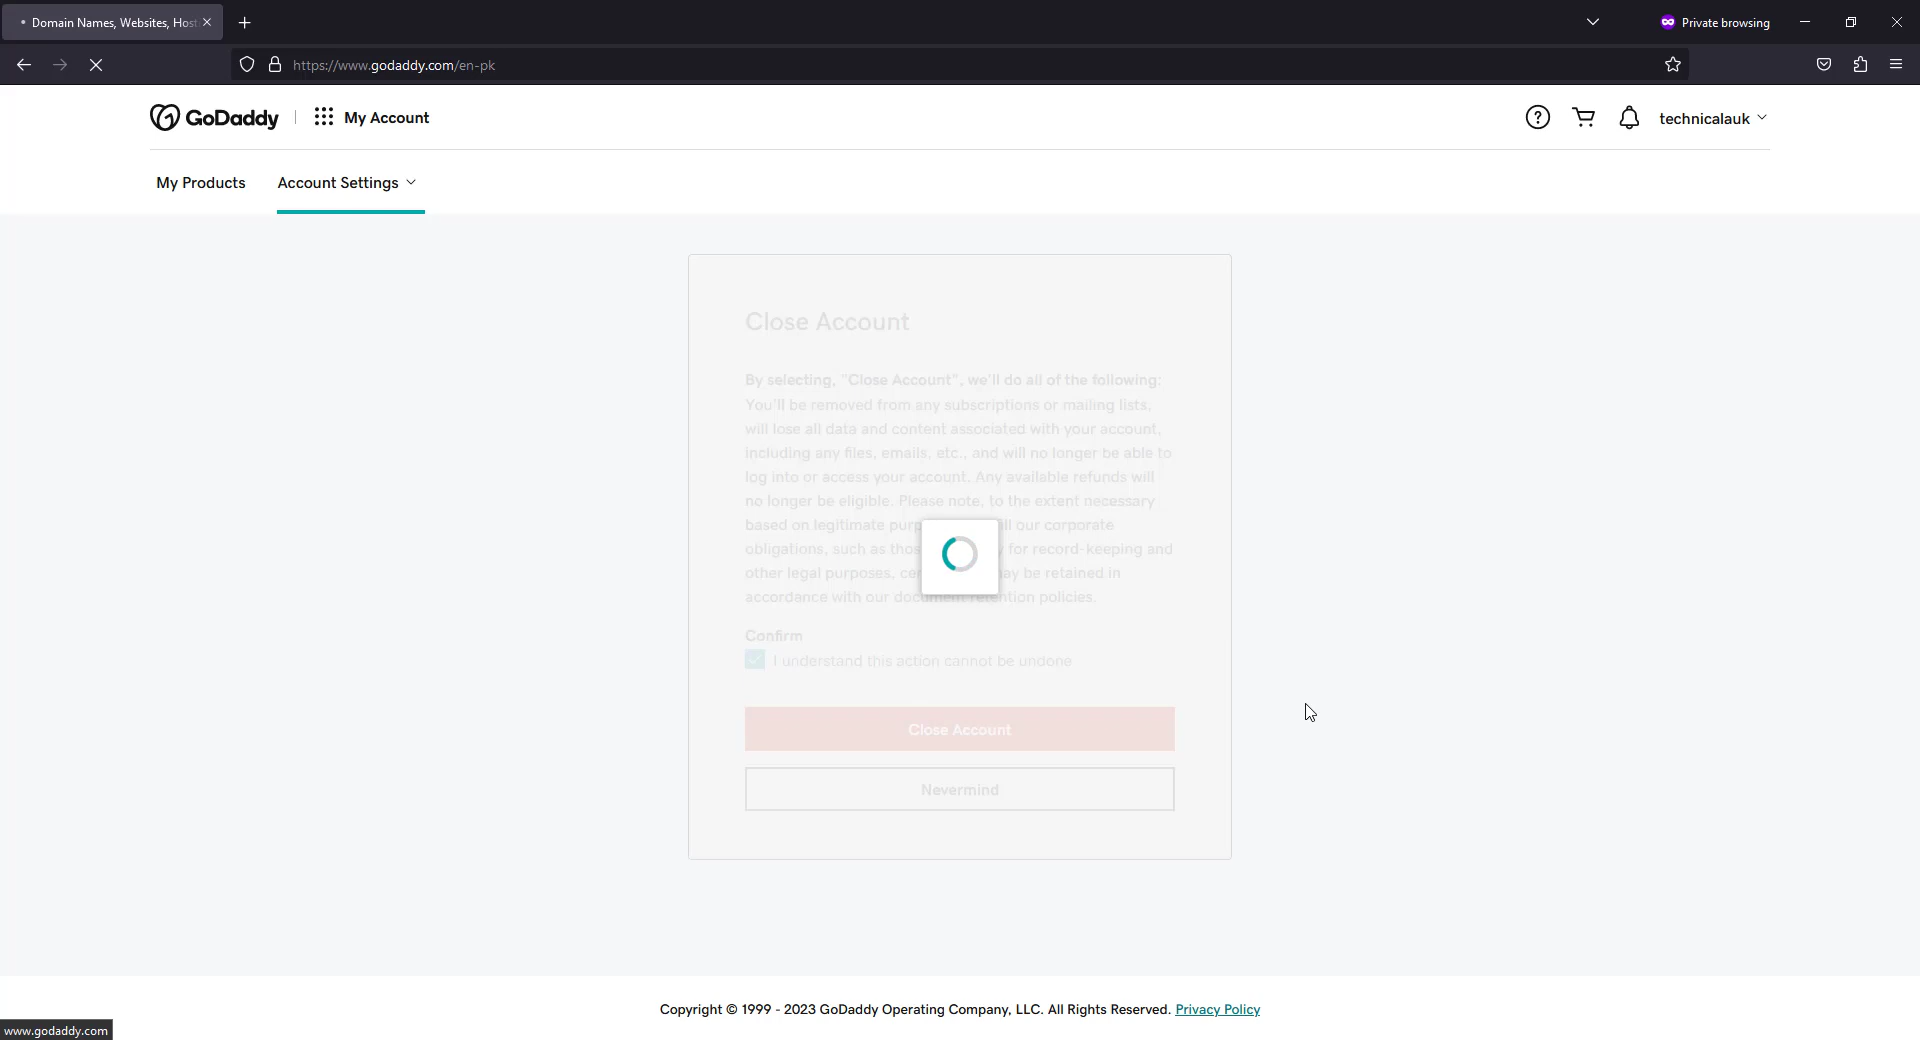 Domain Names, Websites, Host
Private browsing
https://www.godaddy.com/en-pk
GoDaddy
My Account
technicalauk
My Products
Account Settings
Close Account
By selecting, "Close Account", we'll do all of the following:
You'll be removed from any subscriptions or mailing lists,
will lose all data and content associated with your account,
including any files, emails, etc., and will no longer be able to
log into or access your account. Any available refunds will
no longer be eligible. Please note, to the extent necessary
based on legitimate purp ll our corporate
obligations, such as thos y for record-keeping and
other legal purposes, cer ay be retained in
accordance with our document retention policies.
Confirm
I understand this action cannot be undone
Close Account
Nevermind
Copyright © 1999 - 2023 GoDaddy Operating Company, LLC. All Rights Reserved. Privacy Policy
www.godaddy.com